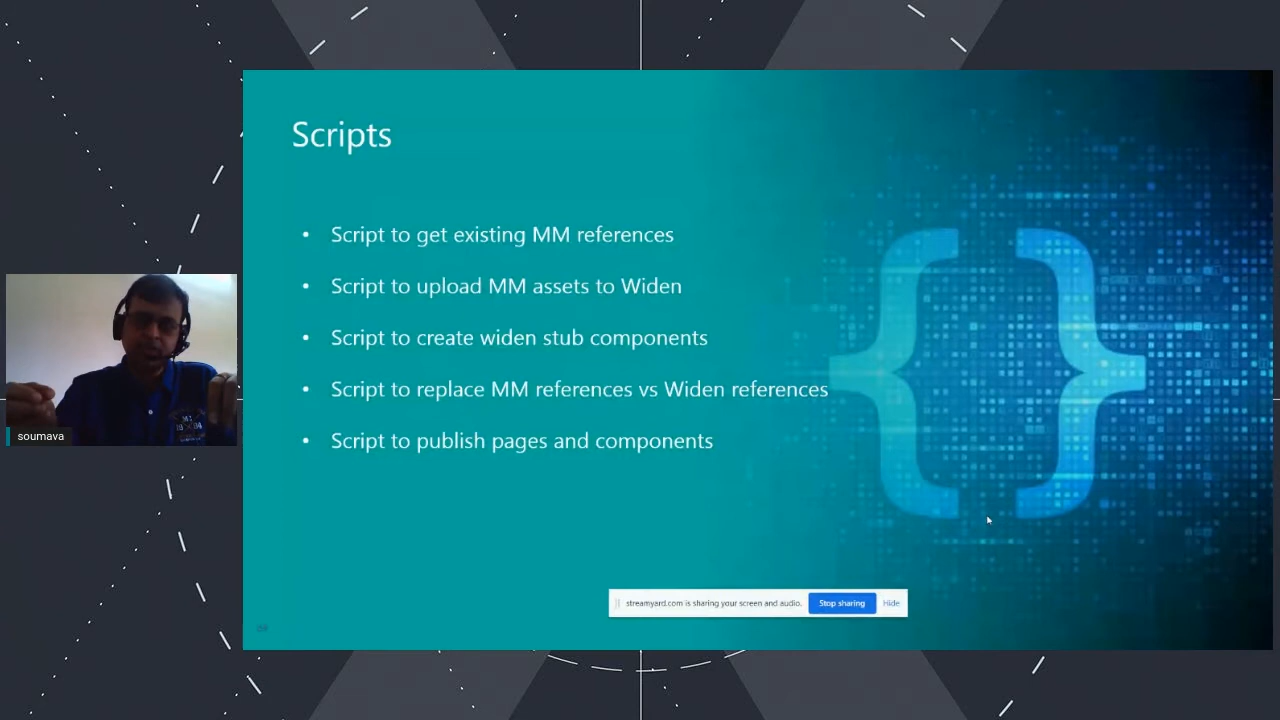 Scripts
• Script to get existing MM references
• Script to upload MM assets to Widen
• Script to create widen stub components
• Script to replace MM references vs Widen references
• Script to publish pages and components
soumava
streamyard.com is sharing your screen and audio. Stop sharing Hide